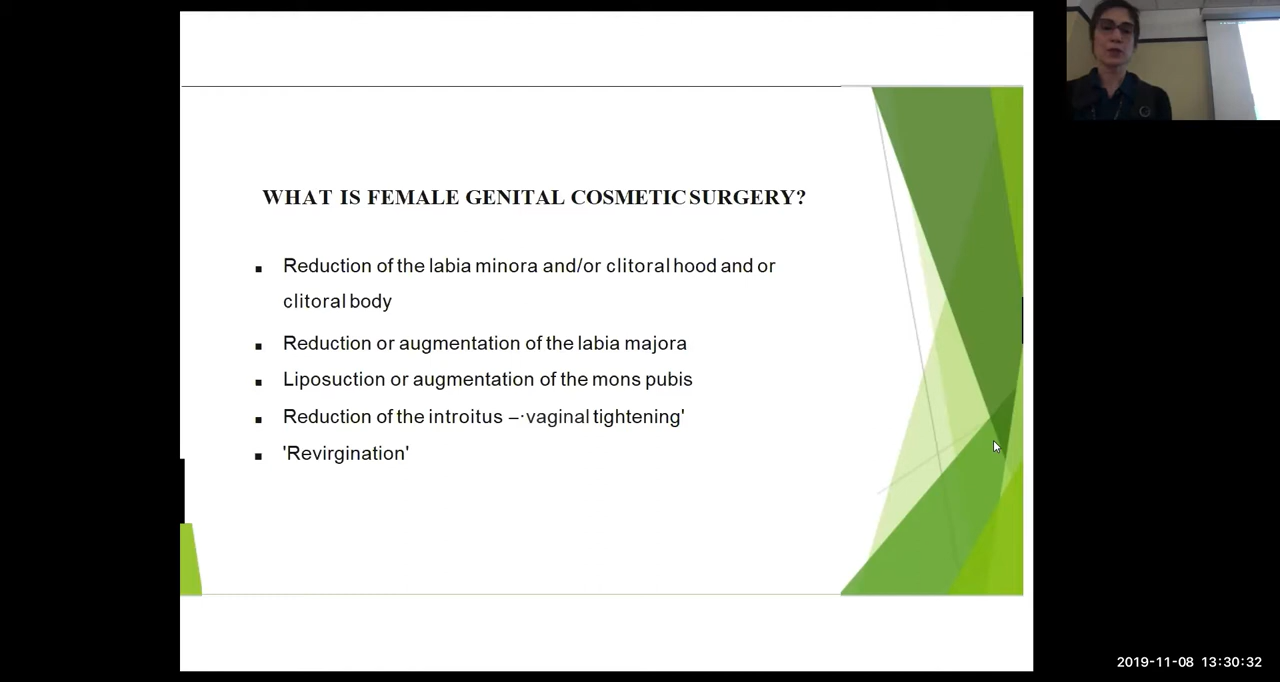 WHAT IS FEMALE GENITAL COSMETIC SURGERY?
▪ Reduction of the labia minora and/or clitoral hood and or
clitoral body
▪ Reduction or augmentation of the labia majora
▪ Liposuction or augmentation of the mons pubis
▪ Reduction of the introitus –·vaginal tightening'
▪ 'Revirgination'
2019-11-08 13:30:32